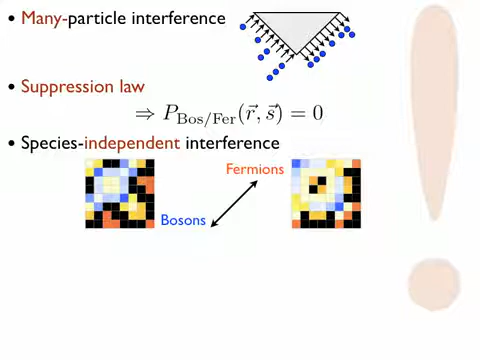 • Many-particle interference
• Suppression law
⇒ P_Bos/Fer(r⃗, s⃗) = 0
• Species-independent interference
Fermions
Bosons